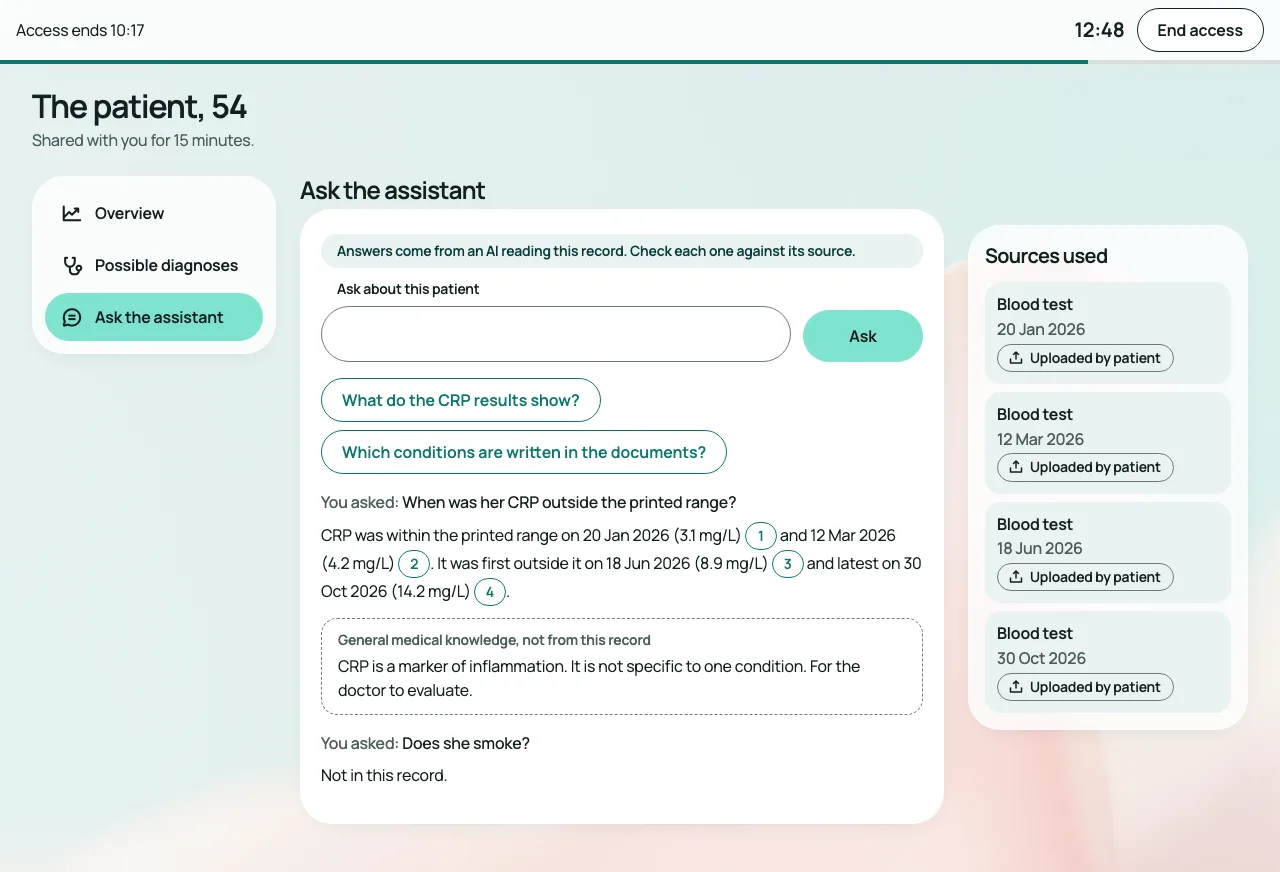 Access ends 10:17
12:48
End access
The patient, 54
Shared with you for 15 minutes.
Overview
Possible diagnoses
Ask the assistant
Ask the assistant
Answers come from an AI reading this record. Check each one against its source.
Ask about this patient
Ask
What do the CRP results show?
Which conditions are written in the documents?
You asked: When was her CRP outside the printed range?
CRP was within the printed range on 20 Jan 2026 (3.1 mg/L) 1 and 12 Mar 2026
(4.2 mg/L) 2. It was first outside it on 18 Jun 2026 (8.9 mg/L) 3 and latest on 30
Oct 2026 (14.2 mg/L) 4.
General medical knowledge, not from this record
CRP is a marker of inflammation. It is not specific to one condition. For the
doctor to evaluate.
You asked: Does she smoke?
Not in this record.
Sources used
Blood test
20 Jan 2026
Uploaded by patient
Blood test
12 Mar 2026
Uploaded by patient
Blood test
18 Jun 2026
Uploaded by patient
Blood test
30 Oct 2026
Uploaded by patient